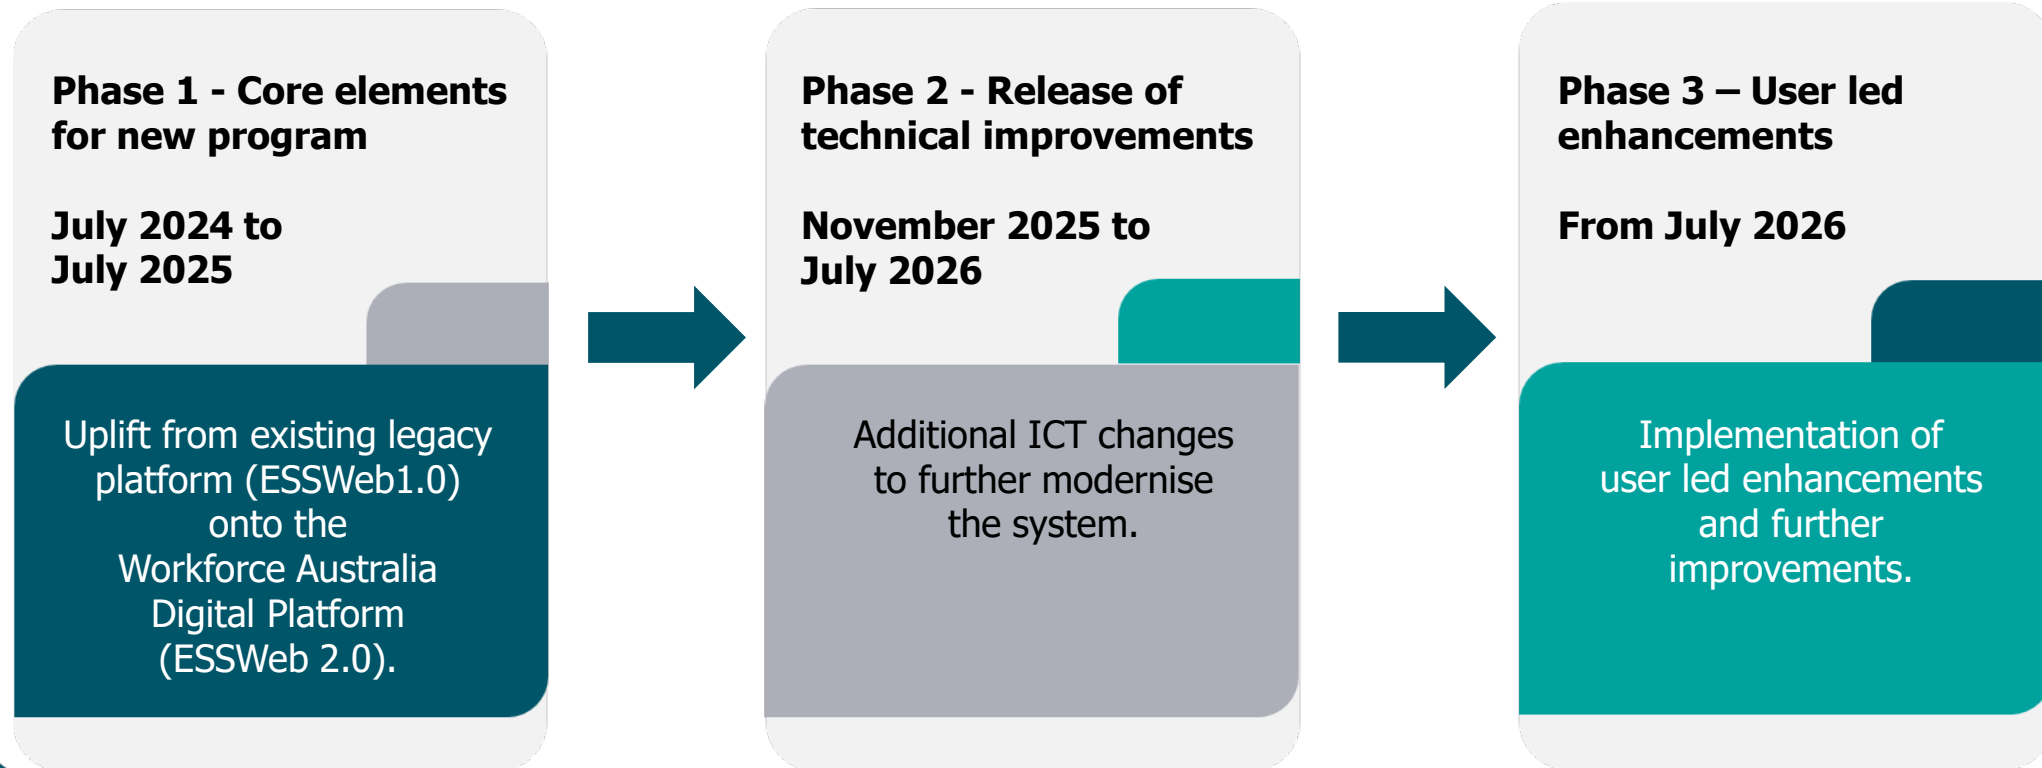 Phase 1 - Core elements
for new program
July 2024 to
July 2025
Uplift from existing legacy
platform (ESSWeb1.0)
onto the
Workforce Australia
Digital Platform
(ESSWeb 2.0).
Phase 2 - Release of
technical improvements
November 2025 to
July 2026
Additional ICT changes
to further modernise
the system.
Phase 3 – User led
enhancements
From July 2026
Implementation of
user led enhancements
and further
improvements.